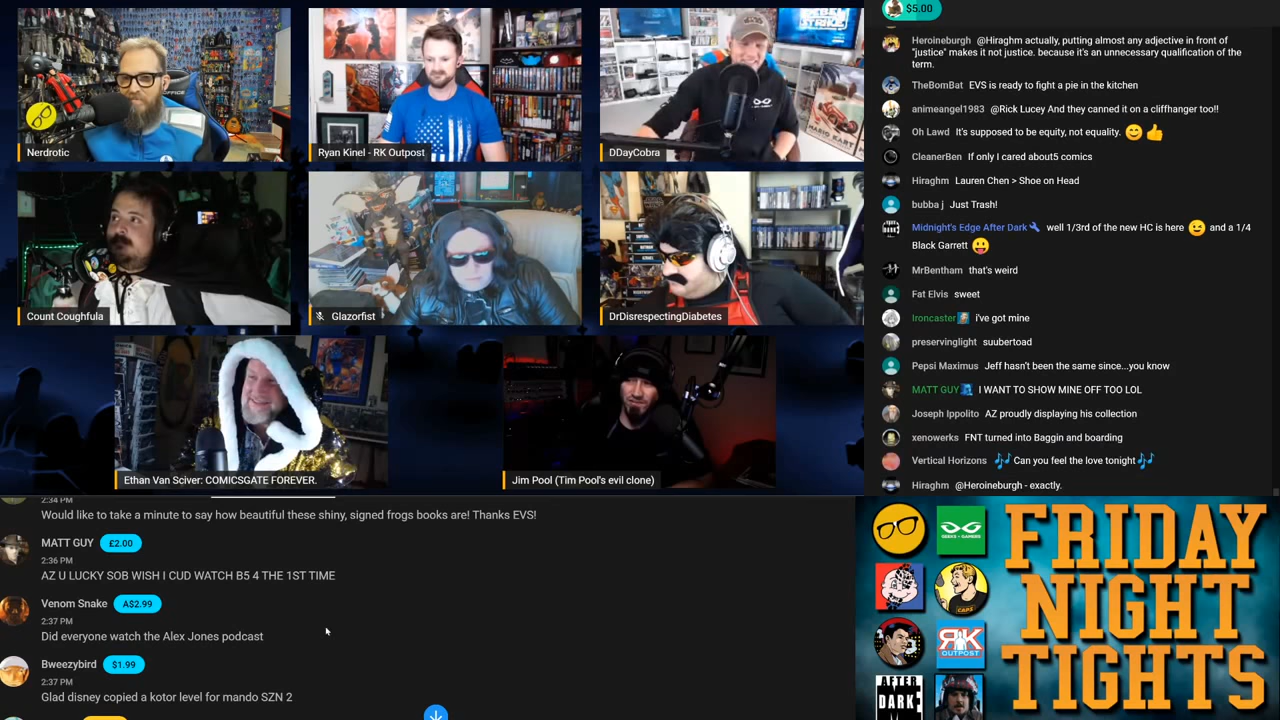 Nerdrotic
Ryan Kinel - RK Outpost
DDayCobra
Count Coughfula
Glazorfist
DrDisrespectingDiabetes
Ethan Van Sciver: COMICSGATE FOREVER.
Jim Pool (Tim Pool's evil clone)
$5.00
Heroineburgh @Hiraghm actually, putting almost any adjective in front of
"justice" makes it not justice. because it's an unnecessary qualification of the
term.
TheBomBat EVS is ready to fight a pie in the kitchen
animeangel1983 @Rick Lucey And they canned it on a cliffhanger too!!
Oh Lawd It's supposed to be equity, not equality. 😊👍
CleanerBen If only I cared about5 comics
Hiraghm Lauren Chen > Shoe on Head
bubba j Just Trash!
Midnight's Edge After Dark🔧 well 1/3rd of the new HC is here 😉 and a 1/4
Black Garrett 😛
MrBentham that's weird
Fat Elvis sweet
Ironcaster i've got mine
preservinglight suubertoad
Pepsi Maximus Jeff hasn't been the same since...you know
MATT GUY I WANT TO SHOW MINE OFF TOO LOL
Joseph Ippolito AZ proudly displaying his collection
xenowerks FNT turned into Baggin and boarding
Vertical Horizons 🎶Can you feel the love tonight🎶
Hiraghm @Heroineburgh - exactly.
2:34 PM
Would like to take a minute to say how beautiful these shiny, signed frogs books are! Thanks EVS!
MATT GUY £2.00
2:36 PM
AZ U LUCKY SOB WISH I CUD WATCH B5 4 THE 1ST TIME
Venom Snake A$2.99
2:37 PM
Did everyone watch the Alex Jones podcast
Bweezybird $1.99
2:37 PM
Glad disney copied a kotor level for mando SZN 2
GEEKS + GAMERS
CAPS
RK
OUTPOST
AFTER
DARK
FRIDAY
NIGHT
TIGHTS